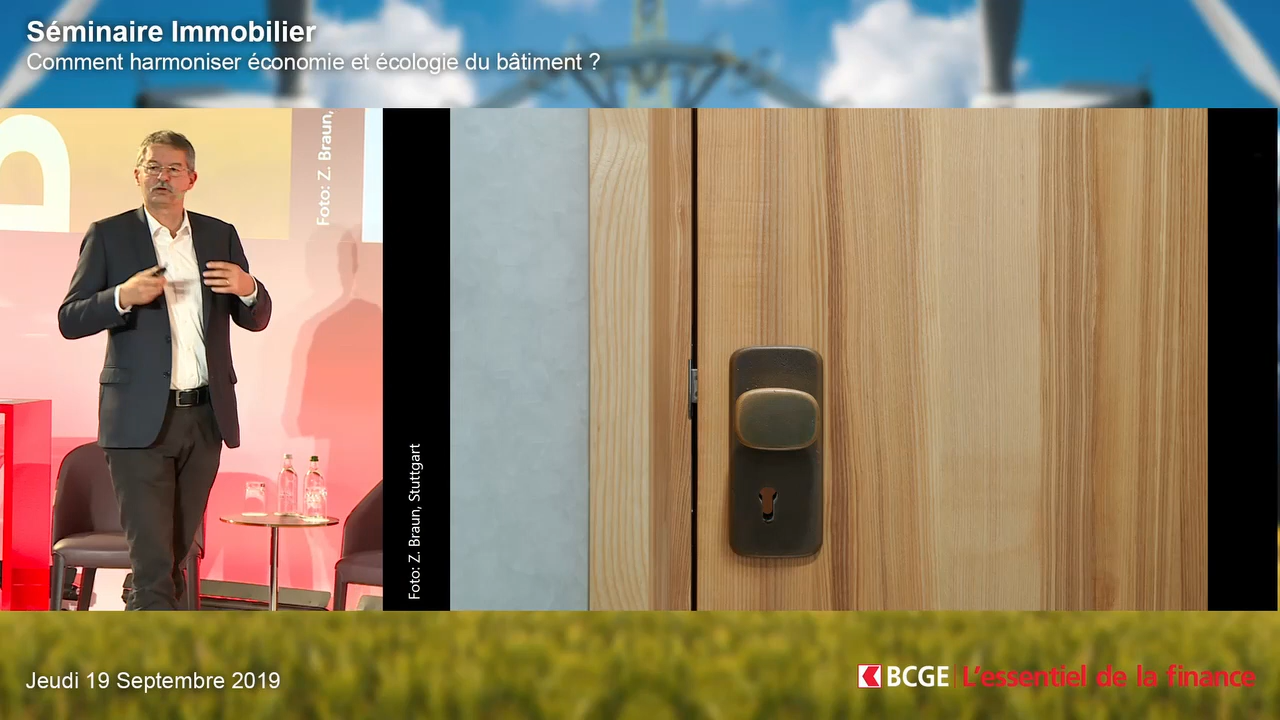 Séminaire Immobilier
Comment harmoniser économie et écologie du bâtiment ?
Foto: Z. Braun,
Foto: Z. Braun, Stuttgart
Jeudi 19 Septembre 2019
BCGE L'essentiel de la finance